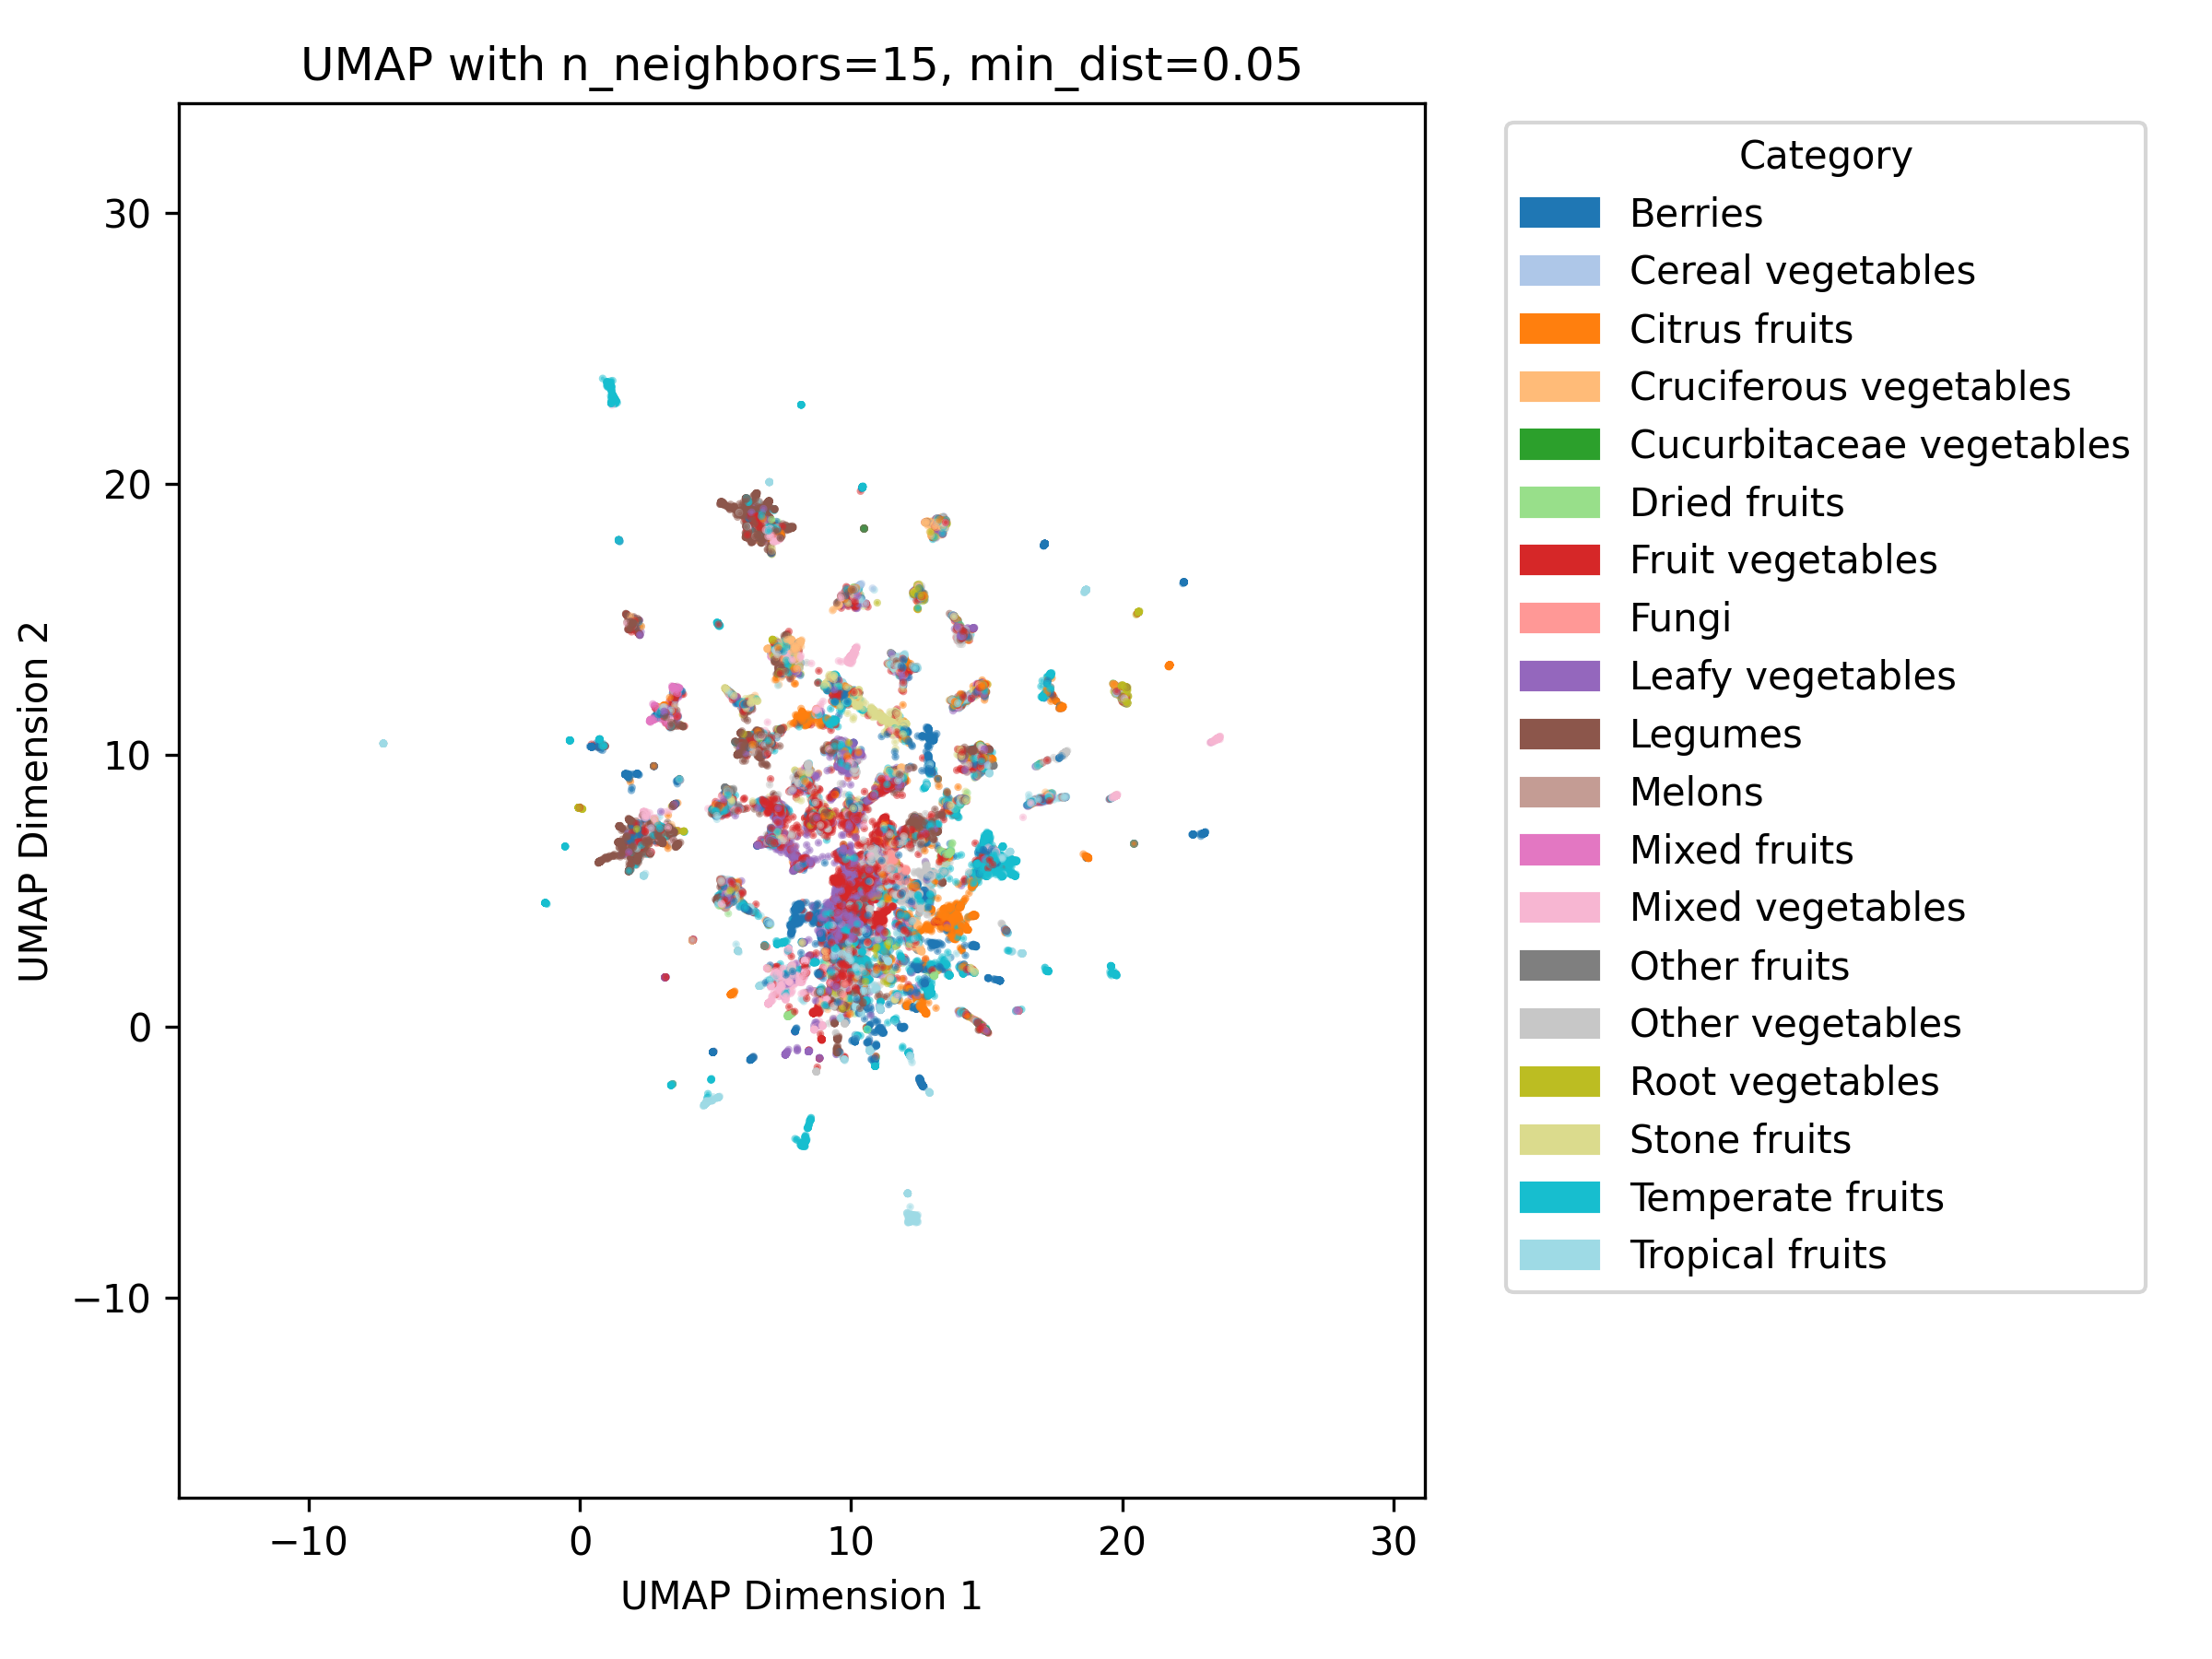 UMAP with n_neighbors=15, min_dist=0.05
30
20
10
0
−10
UMAP Dimension 2
−10
0
10
20
30
UMAP Dimension 1
Category
Berries
Cereal vegetables
Citrus fruits
Cruciferous vegetables
Cucurbitaceae vegetables
Dried fruits
Fruit vegetables
Fungi
Leafy vegetables
Legumes
Melons
Mixed fruits
Mixed vegetables
Other fruits
Other vegetables
Root vegetables
Stone fruits
Temperate fruits
Tropical fruits